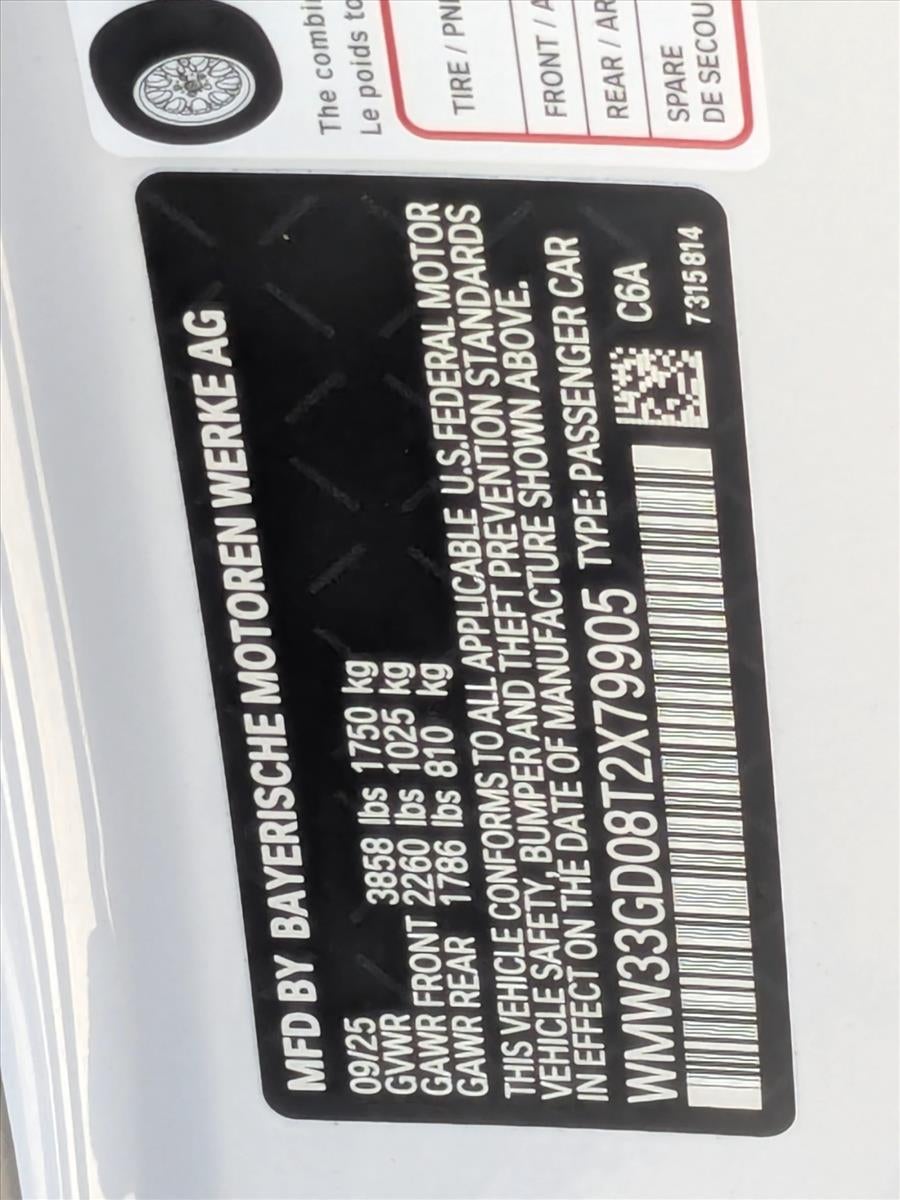 MFD BY BAYERISCHE MOTOREN WERKE AG
09/25
GVWR 3858 lbs 1750 kg
GAWR FRONT 2260 lbs 1025 kg
GAWR REAR 1786 lbs 810 kg
THIS VEHICLE CONFORMS TO ALL APPLICABLE U.S.FEDERAL MOTOR
VEHICLE SAFETY, BUMPER AND THEFT PREVENTION STANDARDS
IN EFFECT ON THE DATE OF MANUFACTURE SHOWN ABOVE.
WMW33GD08T2X79905 TYPE: PASSENGER CAR
C6A
7315814
The combi
Le poids to
TIRE / PN
FRONT / A
REAR / AR
SPARE
DE SECOU